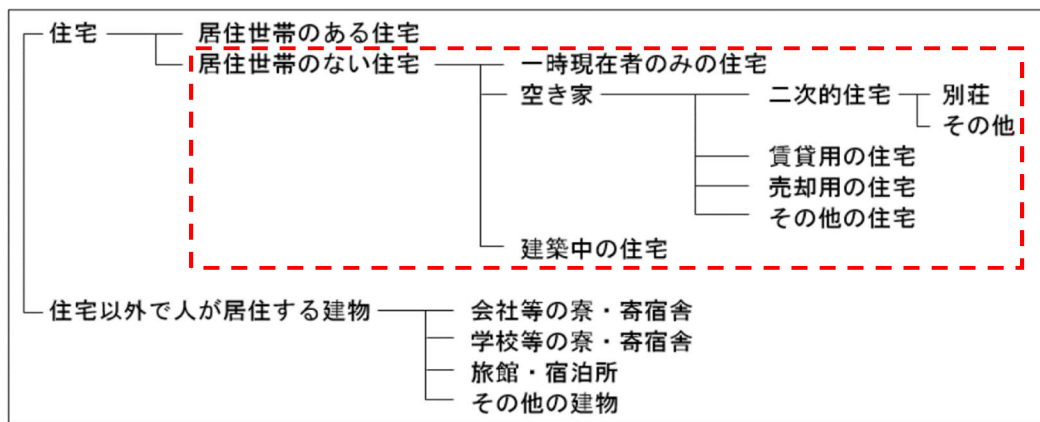 住宅 居住世帯のある住宅
居住世帯のない住宅 一時現在者のみの住宅
空き家 二次的住宅 別荘
その他
賃貸用の住宅
売却用の住宅
その他の住宅
建築中の住宅
住宅以外で人が居住する建物 会社等の寮・寄宿舎
学校等の寮・寄宿舎
旅館・宿泊所
その他の建物